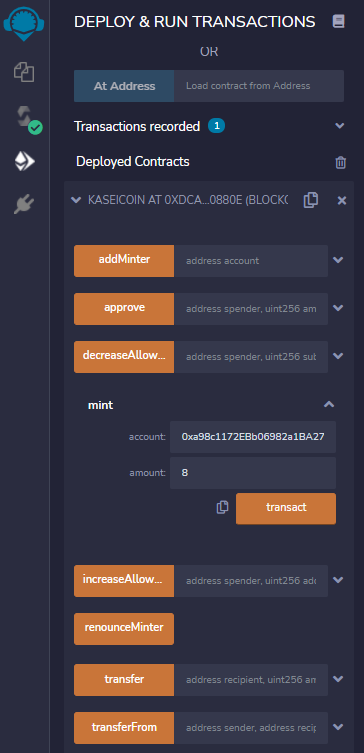 DEPLOY & RUN TRANSACTIONS
OR
At Address Load contract from Address
Transactions recorded 1
Deployed Contracts
KASEICOIN AT 0XDCA...0880E (BLOCKC
addMinter address account
approve address spender, uint256 am
decreaseAllow... address spender, uint256 sub
mint
account: 0xa98c1172EBb06982a1BA27
amount: 8
transact
increaseAllow... address spender, uint256 add
renounceMinter
transfer address recipient, uint256 am
transferFrom address sender, address recip